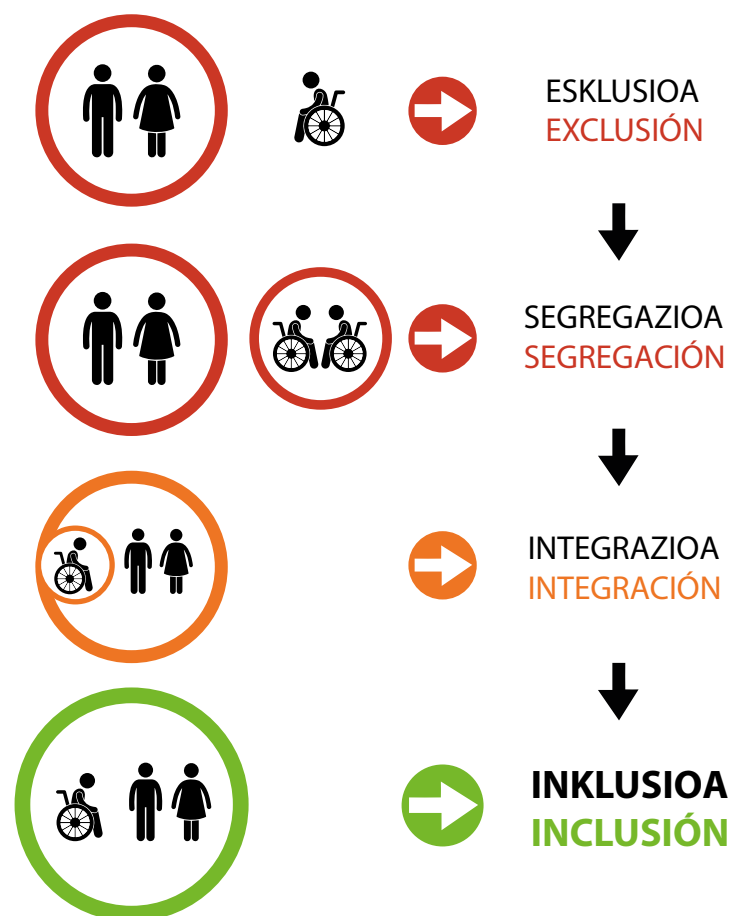 ESKLUSIOA
EXCLUSIÓN
SEGREGAZIOA
SEGREGACIÓN
INTEGRAZIOA
INTEGRACIÓN
INKLUSIOA
INCLUSIÓN